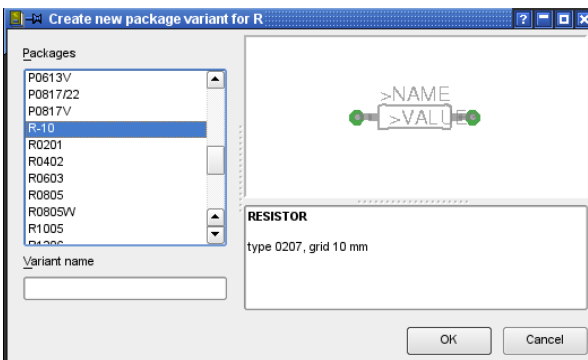 Create new package variant for R
Packages
P0613V
P0817/22
P0817V
R-10
R0201
R0402
R0603
R0805
R0805W
R1005
R1206
Variant name
>NAME
>VALUE
RESISTOR
type 0207, grid 10 mm
OK
Cancel